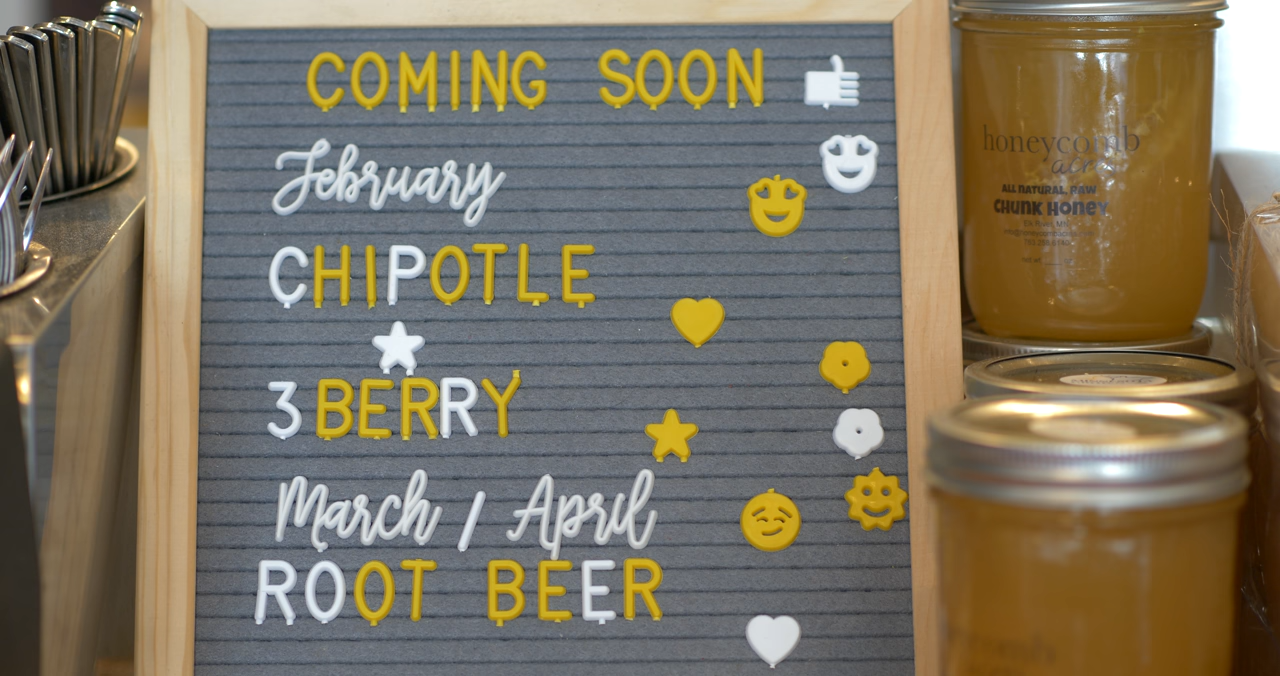 COMING SOON
February
CHIPOTLE
3 BERRY
March / April
ROOT BEER
honeycomb
ALL NATURAL, RAW
CHUNK HONEY